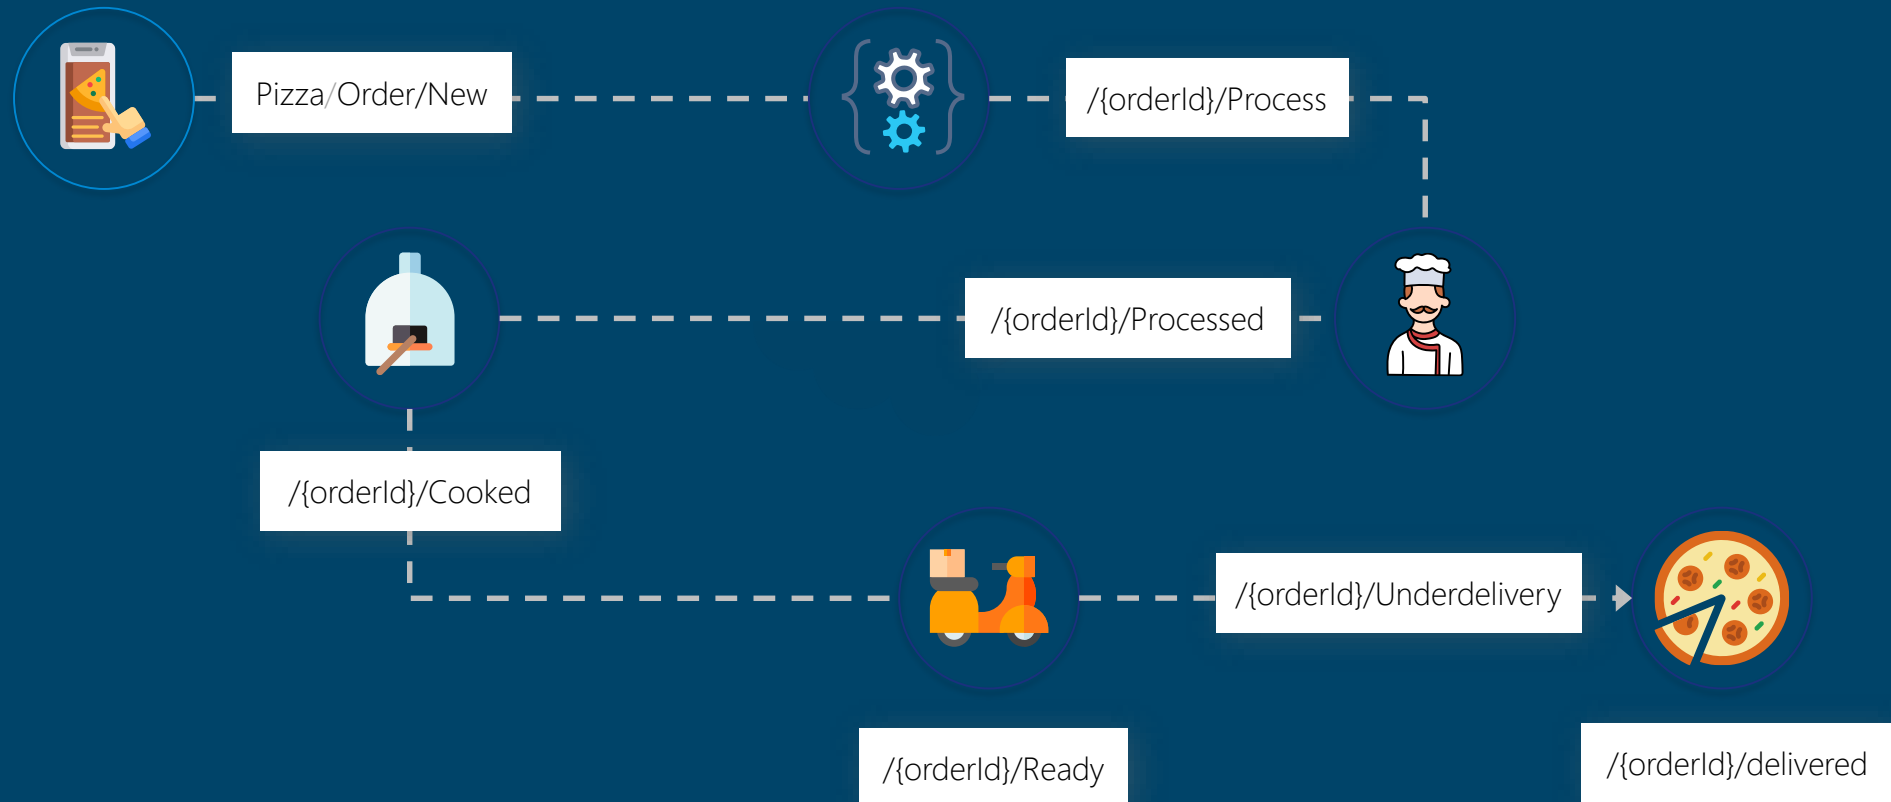 Pizza/Order/New
/{orderId}/Process
/{orderId}/Processed
/{orderId}/Cooked
/{orderId}/Underdelivery
/{orderId}/Ready
/{orderId}/delivered